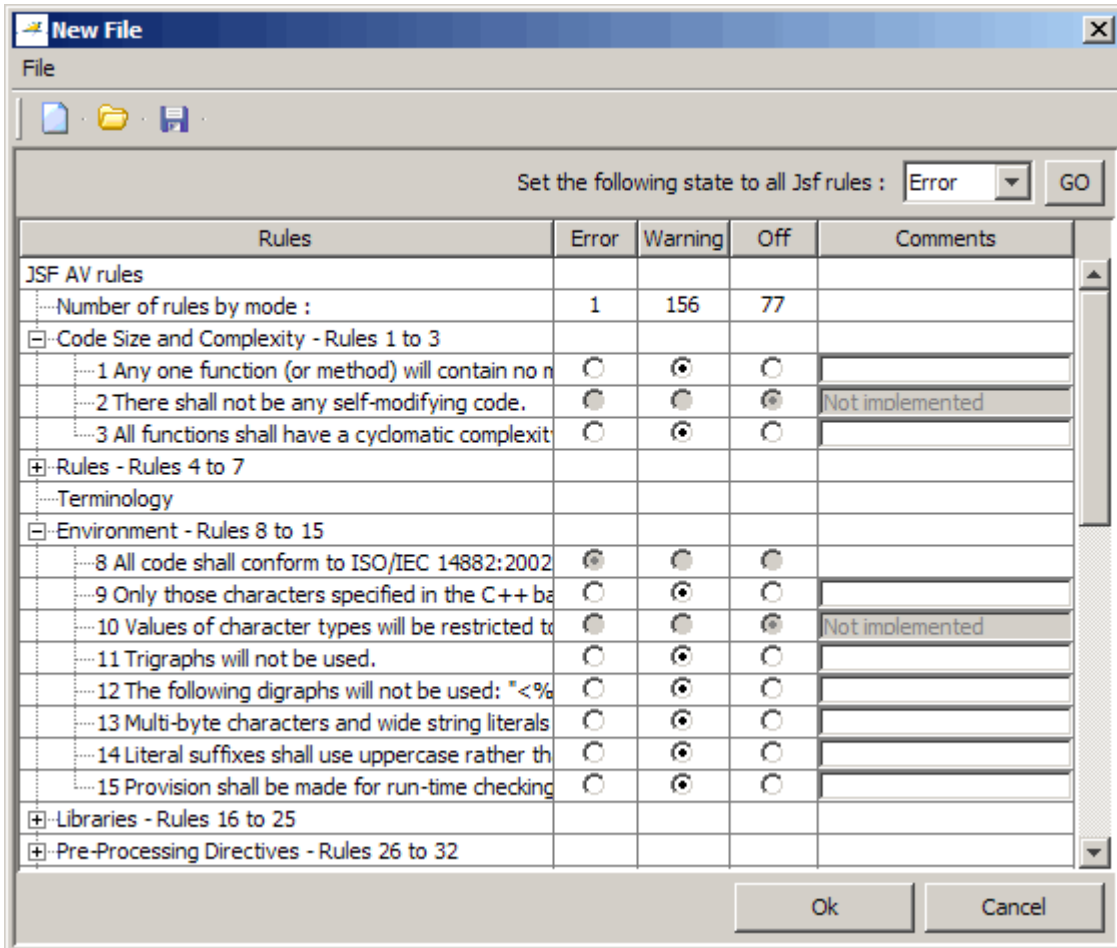 New File
File
Set the following state to all Jsf rules : Error GO
Rules Error Warning Off Comments
JSF AV rules
Number of rules by mode : 1 156 77
Code Size and Complexity - Rules 1 to 3
1 Any one function (or method) will contain no m
2 There shall not be any self-modifying code. Not implemented
3 All functions shall have a cyclomatic complexit
Rules - Rules 4 to 7
Terminology
Environment - Rules 8 to 15
8 All code shall conform to ISO/IEC 14882:2002
9 Only those characters specified in the C++ ba
10 Values of character types will be restricted to Not implemented
11 Trigraphs will not be used.
12 The following digraphs will not be used: "<%
13 Multi-byte characters and wide string literals
14 Literal suffixes shall use uppercase rather th
15 Provision shall be made for run-time checking
Libraries - Rules 16 to 25
Pre-Processing Directives - Rules 26 to 32
Ok Cancel